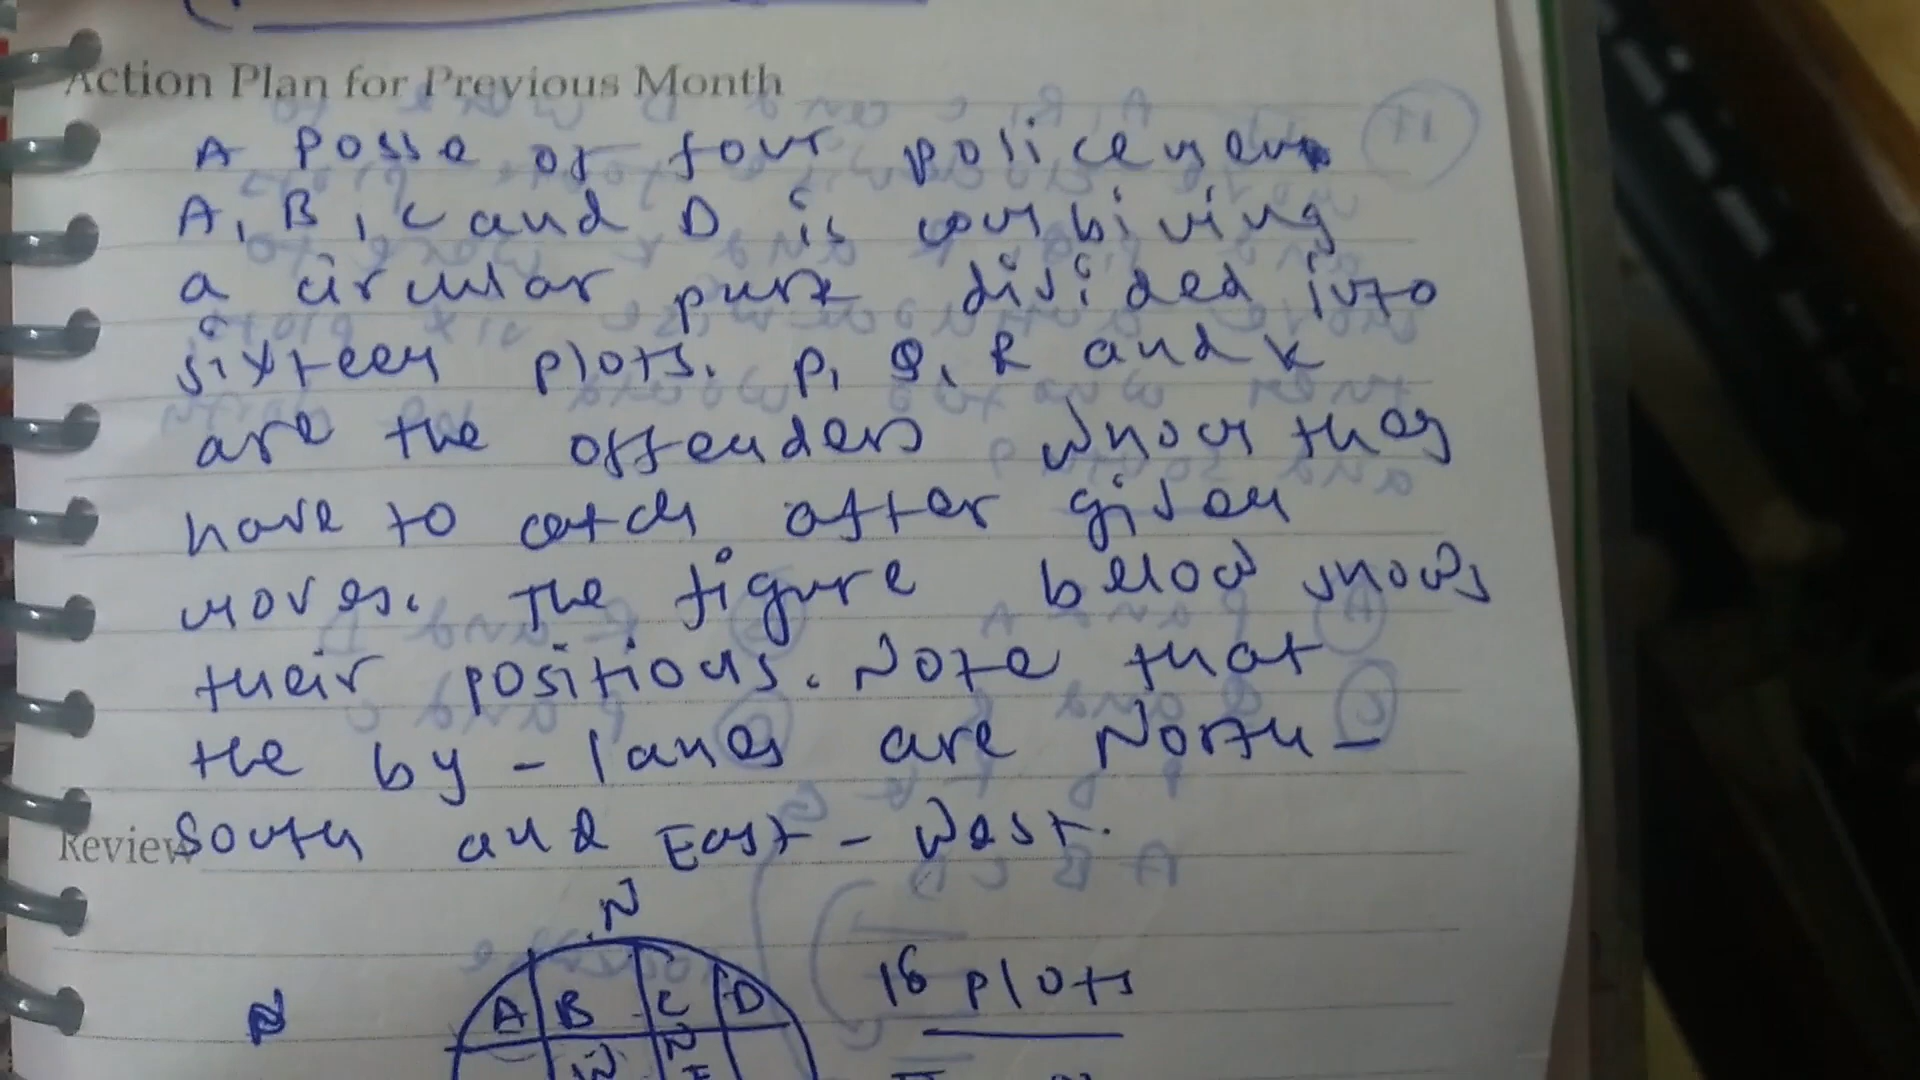 Action Plan for Previous Month
A Posse of four policemen
A, B, C and D is combining
a circular park divided into
sixteen plots. P, Q, R and K
are the offenders whom they
have to catch after given
moves. The figure below shows
their positions. Note that
the by-lanes are North-
Review South and East-West.
N
A B C D
16 plots
N
W N
E